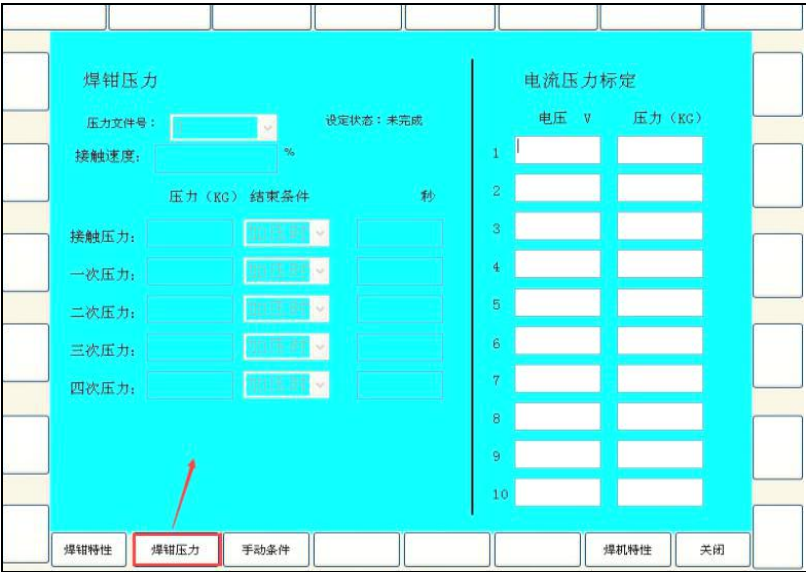 焊钳压力
压力文件号：
设定状态：未完成
接触速度：
%
压力（KG） 结束条件 秒
接触压力：
一次压力：
二次压力：
三次压力：
四次压力：
电流压力标定
电压 V 压力（KG）
1
2
3
4
5
6
7
8
9
10
焊钳特性 焊钳压力 手动条件 焊机特性 关闭